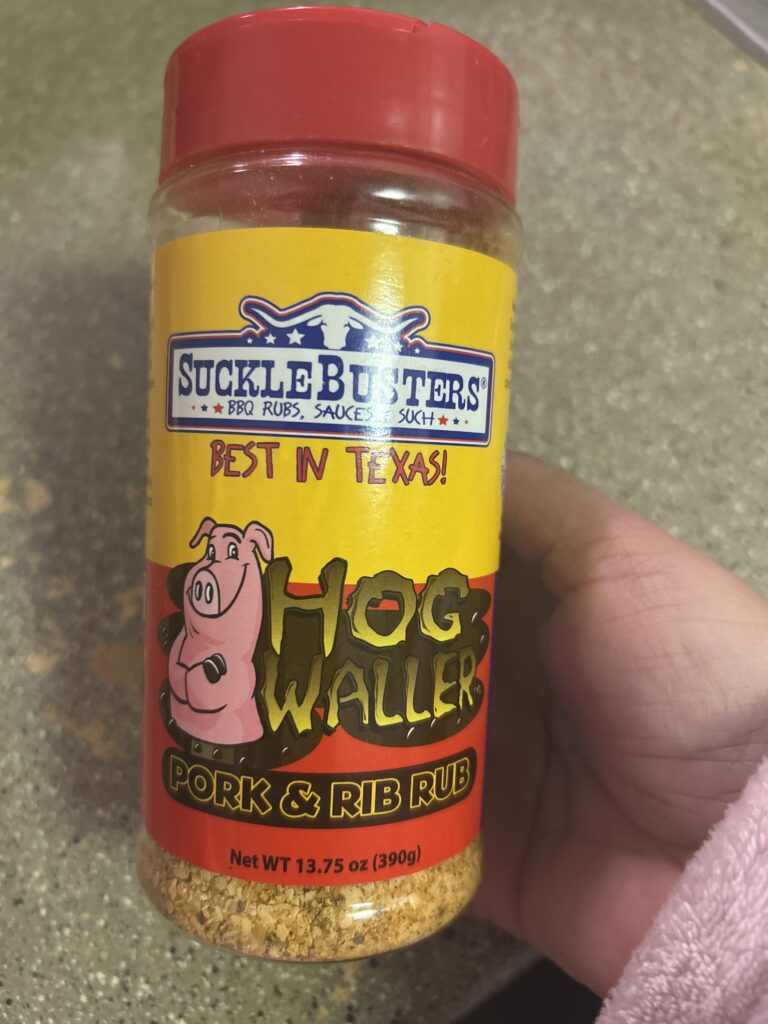 SUCKLEBUSTERS®
BBQ RUBS, SAUCES & SUCH
BEST IN TEXAS!
HOG
WALLER
PORK & RIB RUB
Net WT 13.75 oz (390g)